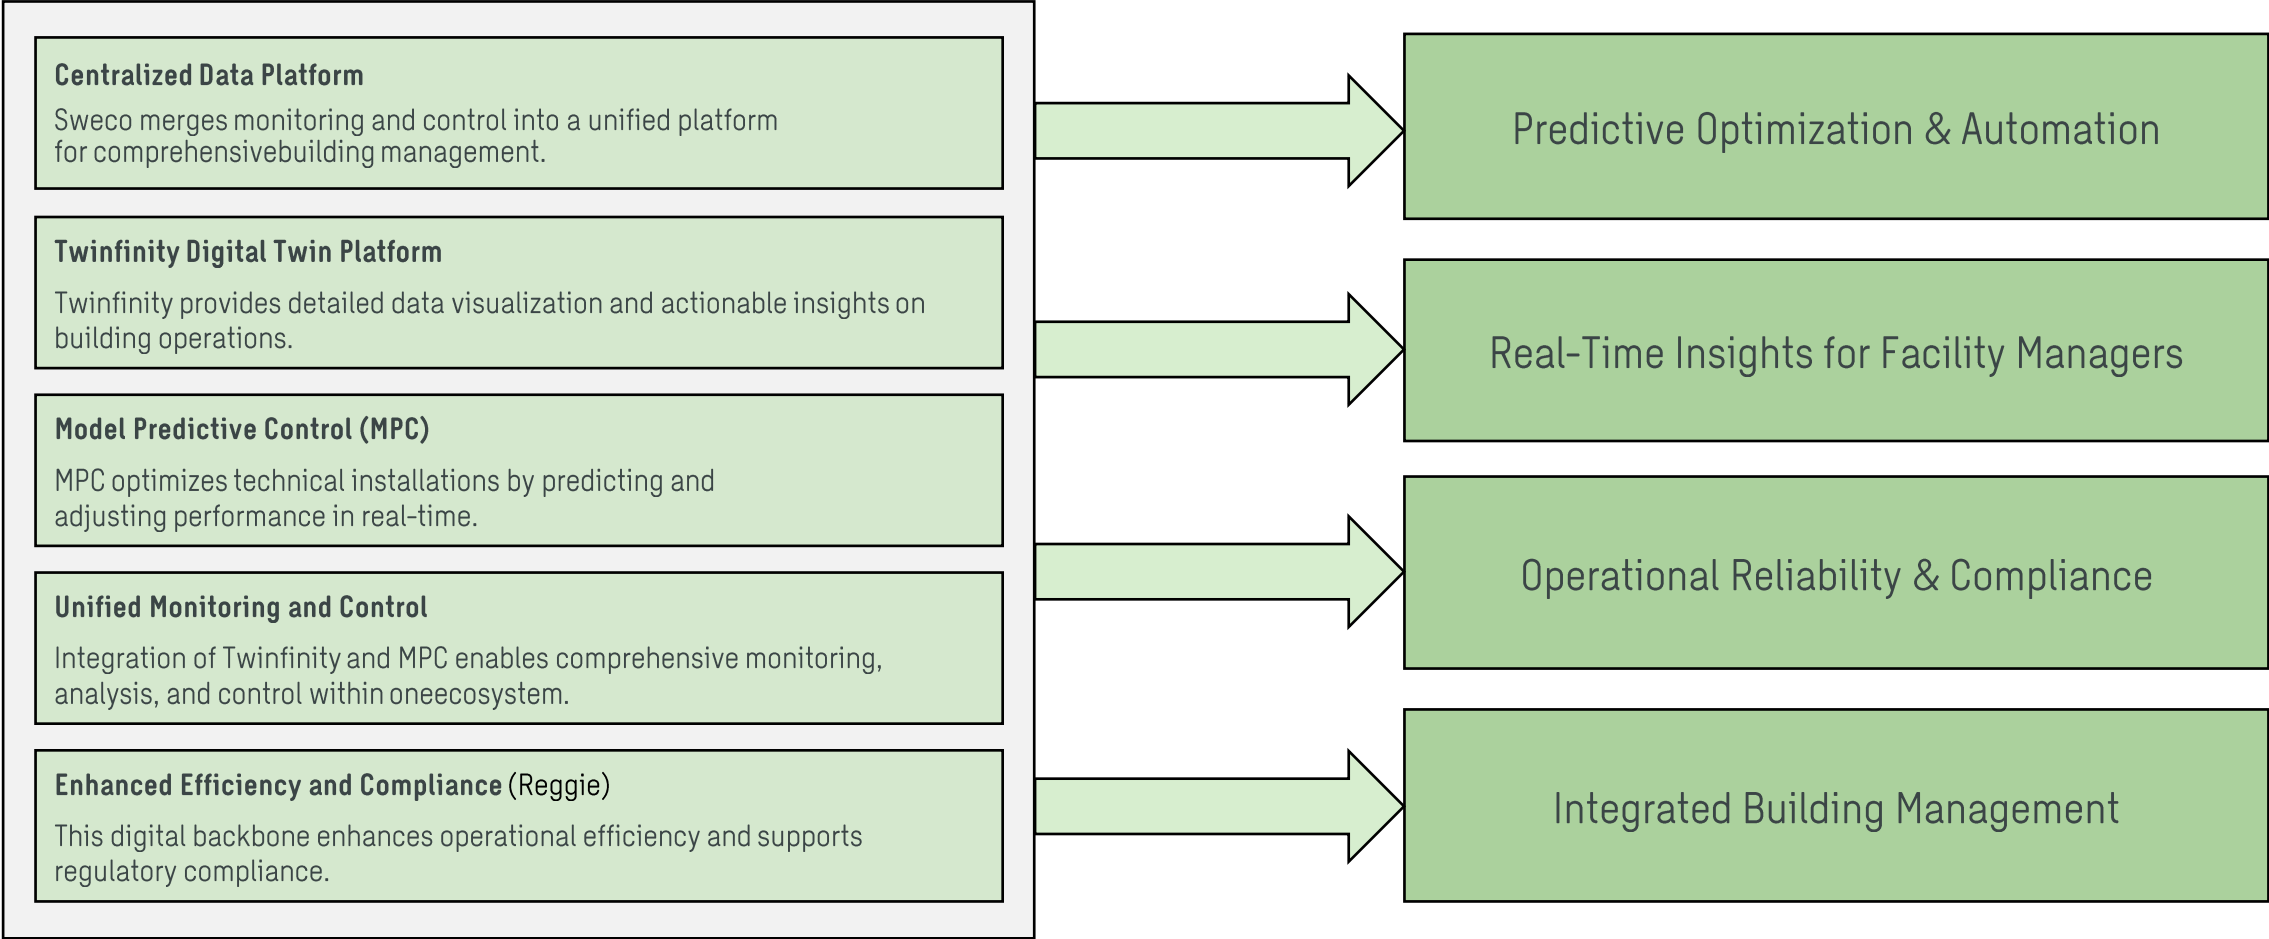 Centralized Data Platform
Sweco merges monitoring and control into a unified platform
for comprehensivebuilding management.
Twinfinity Digital Twin Platform
Twinfinity provides detailed data visualization and actionable insights on
building operations.
Model Predictive Control (MPC)
MPC optimizes technical installations by predicting and
adjusting performance in real-time.
Unified Monitoring and Control
Integration of Twinfinity and MPC enables comprehensive monitoring,
analysis, and control within oneecosystem.
Enhanced Efficiency and Compliance (Reggie)
This digital backbone enhances operational efficiency and supports
regulatory compliance.
Predictive Optimization & Automation
Real-Time Insights for Facility Managers
Operational Reliability & Compliance
Integrated Building Management